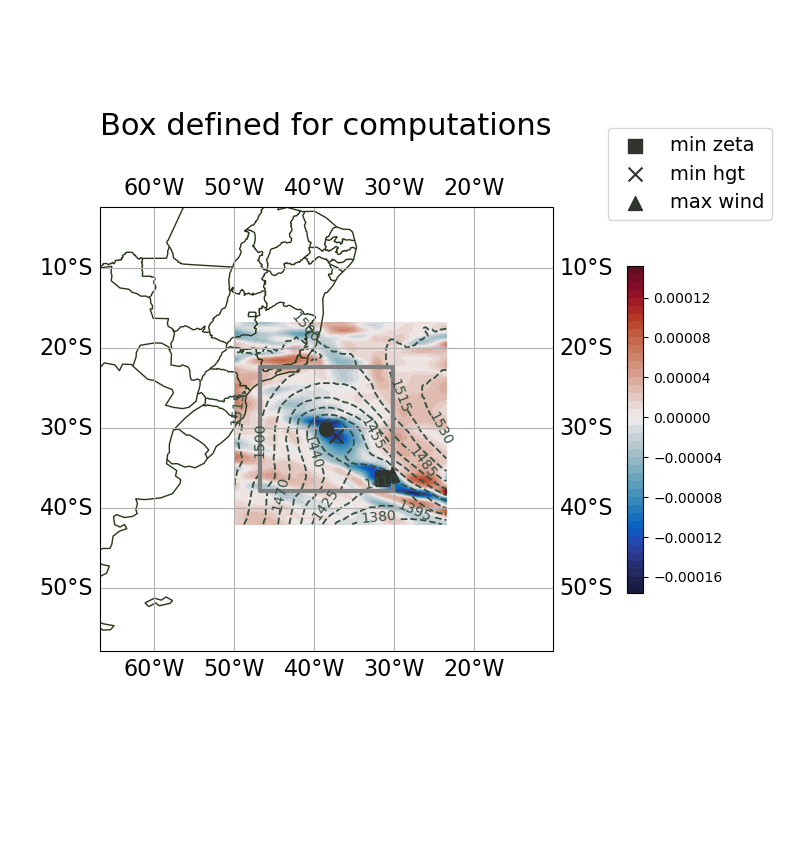 Box defined for computations
min zeta
min hgt
max wind
60°W 50°W 40°W 30°W 20°W
10°S 10°S
20°S 20°S
30°S 30°S
40°S 40°S
50°S 50°S
60°W 50°W 40°W 30°W 20°W
1515
1515
1530
1500
1455
1440
1485
1470
1425
1395
1380
0.00012
0.00008
0.00004
0.00000
−0.00004
−0.00008
−0.00012
−0.00016